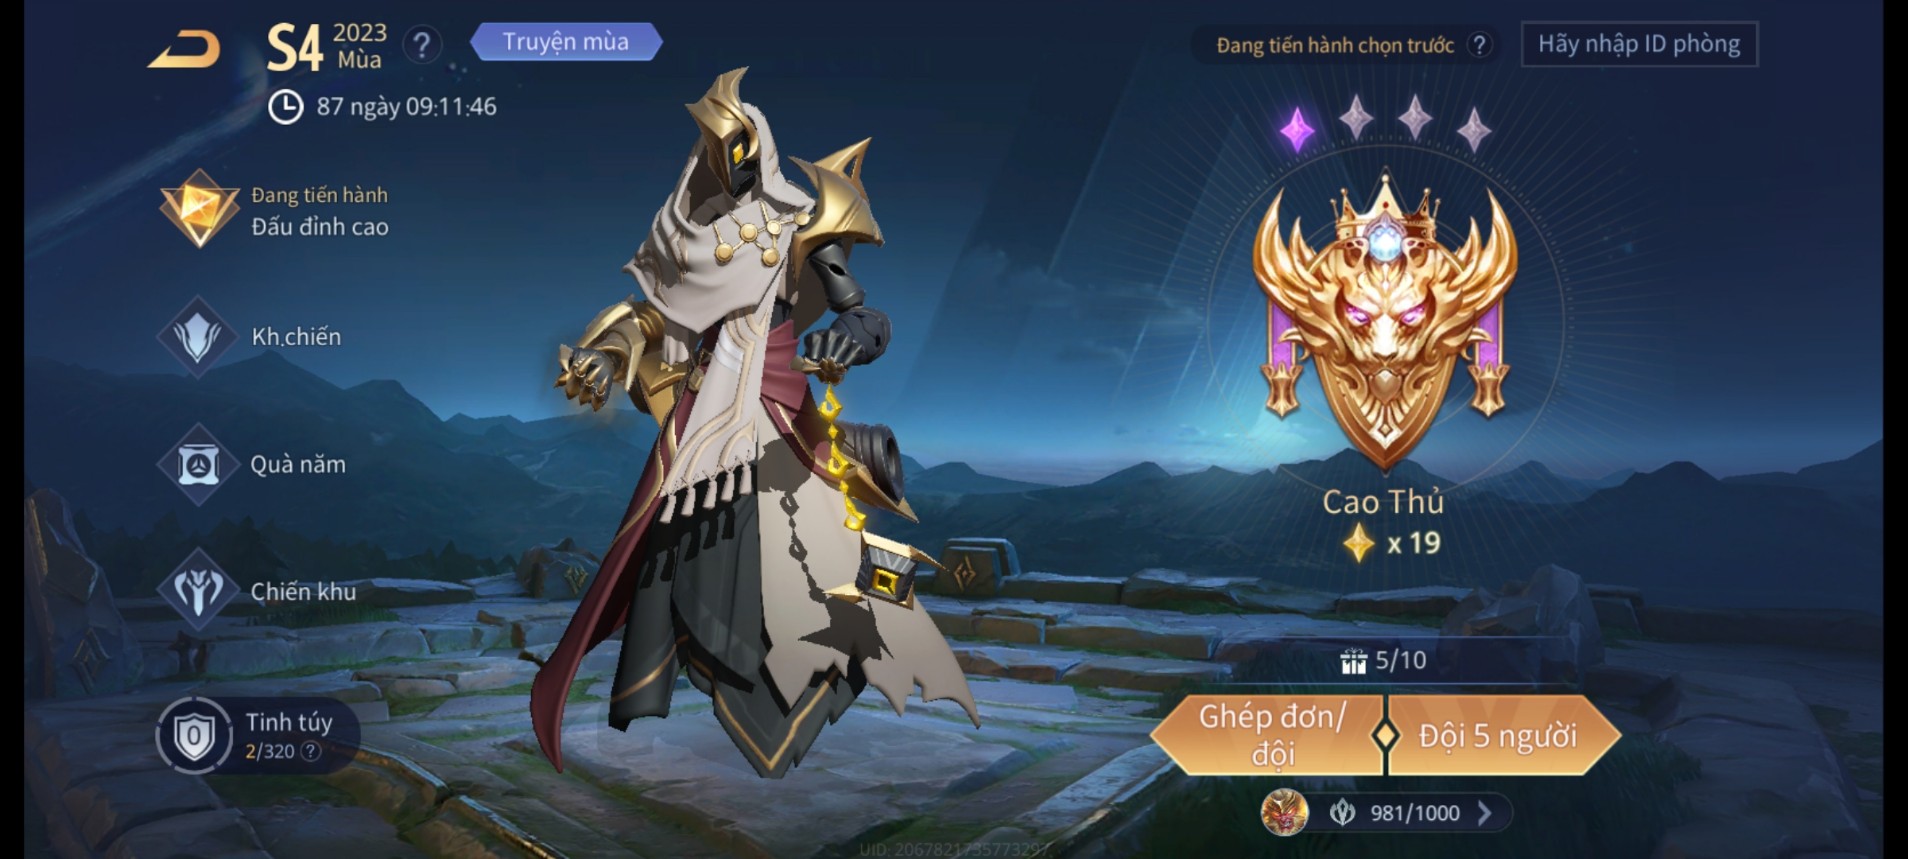 S4 2023
Mùa
?
Truyện mùa
87 ngày 09:11:46
Đang tiến hành chọn trước ?
Hãy nhập ID phòng
Đang tiến hành
Đấu đỉnh cao
Kh.chiến
Quà năm
Chiến khu
0
Tinh túy
2/320 ?
Cao Thủ
x 19
5/10
Ghép đơn/
đội
Đội 5 người
981/1000
UID: 2067821735773297